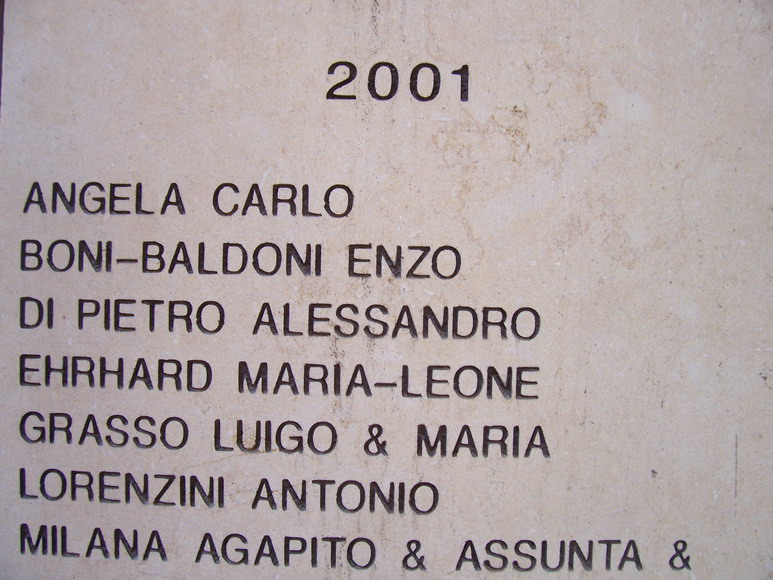 2001
ANGELA CARLO
BONI-BALDONI ENZO
DI PIETRO ALESSANDRO
EHRHARD MARIA-LEONE
GRASSO LUIGO & MARIA
LORENZINI ANTONIO
MILANA AGAPITO & ASSUNTA &